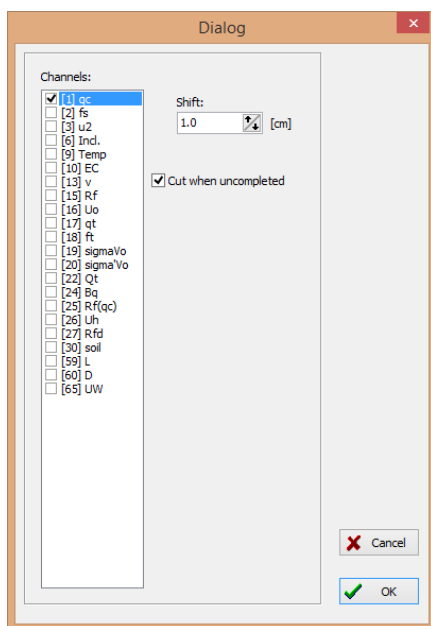 Dialog
Channels:
[1] qc
[2] fs
[3] u2
[6] Incl.
[9] Temp
[10] EC
[13] v
[15] Rf
[16] Uo
[17] qt
[18] ft
[19] sigmaVo
[20] sigma'Vo
[22] Qt
[24] Bq
[25] Rf(qc)
[26] Uh
[27] Rfd
[30] soil
[59] L
[60] D
[65] UW
Shift:
1.0 [cm]
Cut when uncompleted
Cancel
OK